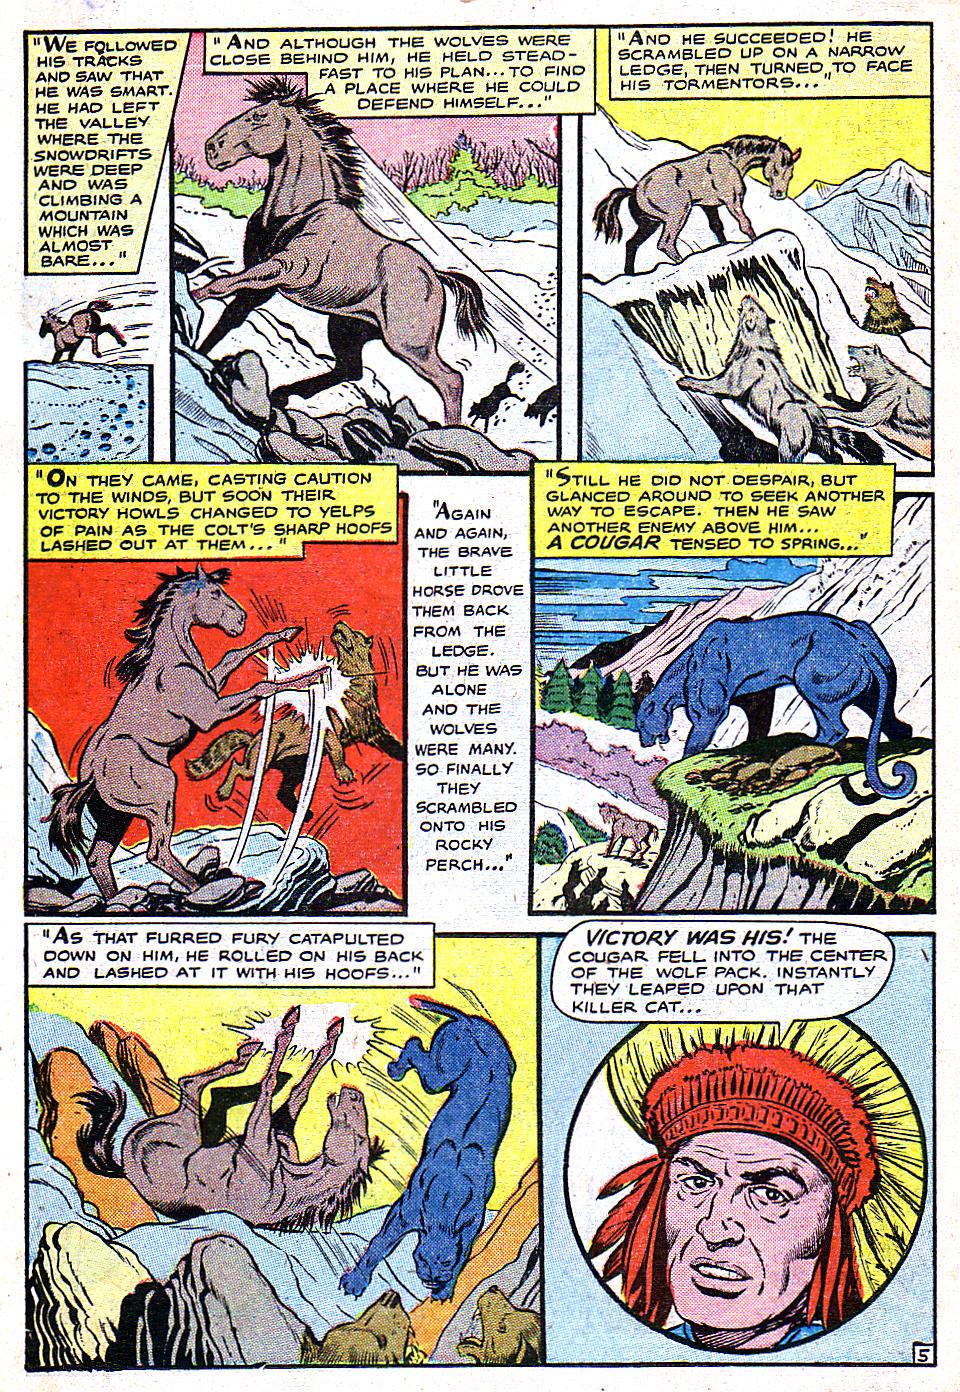 "WE FOLLOWED
HIS TRACKS
AND SAW THAT
HE WAS SMART.
HE HAD LEFT
THE VALLEY
WHERE THE
SNOWDRIFTS
WERE DEEP
AND WAS
CLIMBING A
MOUNTAIN
WHICH WAS
ALMOST
BARE..."
"AND ALTHOUGH THE WOLVES WERE
CLOSE BEHIND HIM, HE HELD STEAD-
FAST TO HIS PLAN... TO FIND
A PLACE WHERE HE COULD
DEFEND HIMSELF..."
"AND HE SUCCEEDED! HE
SCRAMBLED UP ON A NARROW
LEDGE, THEN TURNED TO FACE
HIS TORMENTORS..."
"ON THEY CAME, CASTING CAUTION
TO THE WINDS, BUT SOON THEIR
VICTORY HOWLS CHANGED TO YELPS
OF PAIN AS THE COLT'S SHARP HOOFS
LASHED OUT AT THEM..."
"AGAIN
AND AGAIN,
THE BRAVE
LITTLE
HORSE DROVE
THEM BACK
FROM THE
LEDGE.
BUT HE WAS
ALONE
AND THE
WOLVES
WERE MANY.
SO FINALLY
THEY
SCRAMBLED
ONTO HIS
ROCKY
PERCH..."
"STILL HE DID NOT DESPAIR, BUT
GLANCED AROUND TO SEEK ANOTHER
WAY TO ESCAPE. THEN HE SAW
ANOTHER ENEMY ABOVE HIM...
A COUGAR TENSED TO SPRING..."
"AS THAT FURRED FURY CATAPULTED
DOWN ON HIM, HE ROLLED ON HIS BACK
AND LASHED AT IT WITH HIS HOOFS..."
VICTORY WAS HIS! THE
COUGAR FELL INTO THE CENTER
OF THE WOLF PACK. INSTANTLY
THEY LEAPED UPON THAT
KILLER CAT...
5